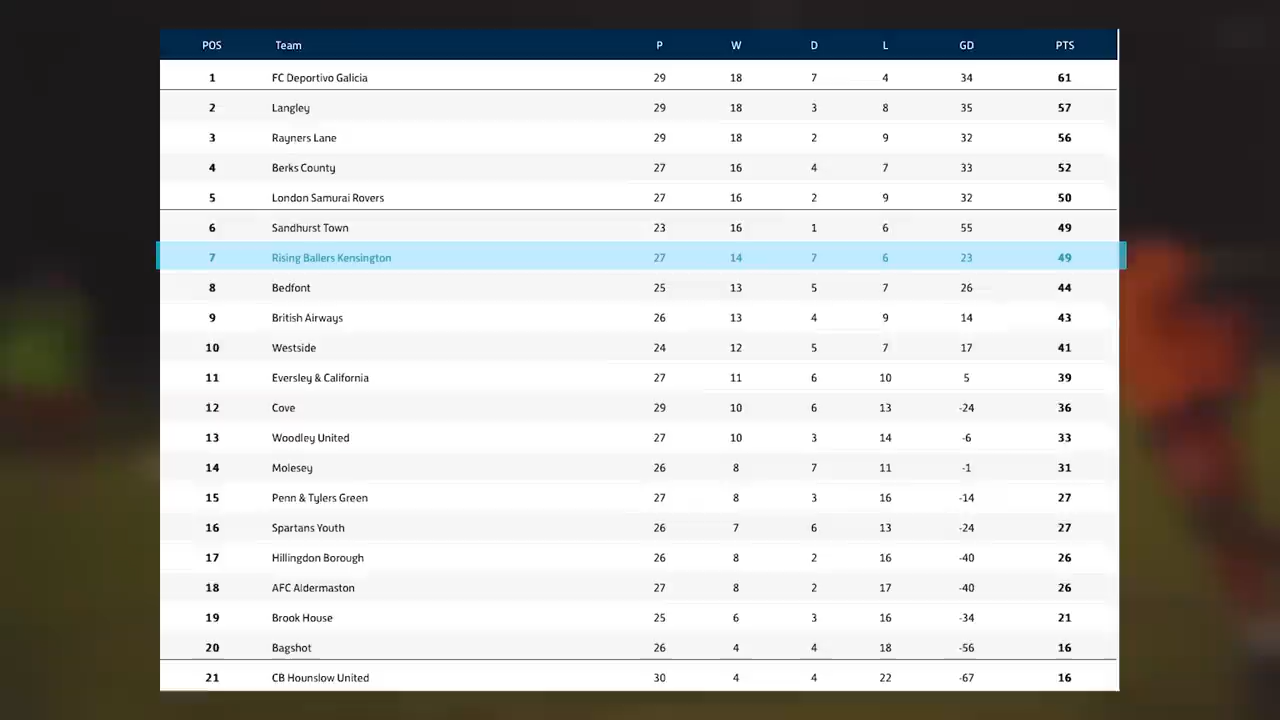 POS Team P W D L GD PTS
1 FC Deportivo Galicia 29 18 7 4 34 61
2 Langley 29 18 3 8 35 57
3 Rayners Lane 29 18 2 9 32 56
4 Berks County 27 16 4 7 33 52
5 London Samurai Rovers 27 16 2 9 32 50
6 Sandhurst Town 23 16 1 6 55 49
7 Rising Ballers Kensington 27 14 7 6 23 49
8 Bedfont 25 13 5 7 26 44
9 British Airways 26 13 4 9 14 43
10 Westside 24 12 5 7 17 41
11 Eversley & California 27 11 6 10 5 39
12 Cove 29 10 6 13 -24 36
13 Woodley United 27 10 3 14 -6 33
14 Molesey 26 8 7 11 -1 31
15 Penn & Tylers Green 27 8 3 16 -14 27
16 Spartans Youth 26 7 6 13 -24 27
17 Hillingdon Borough 26 8 2 16 -40 26
18 AFC Aldermaston 27 8 2 17 -40 26
19 Brook House 25 6 3 16 -34 21
20 Bagshot 26 4 4 18 -56 16
21 CB Hounslow United 30 4 4 22 -67 16